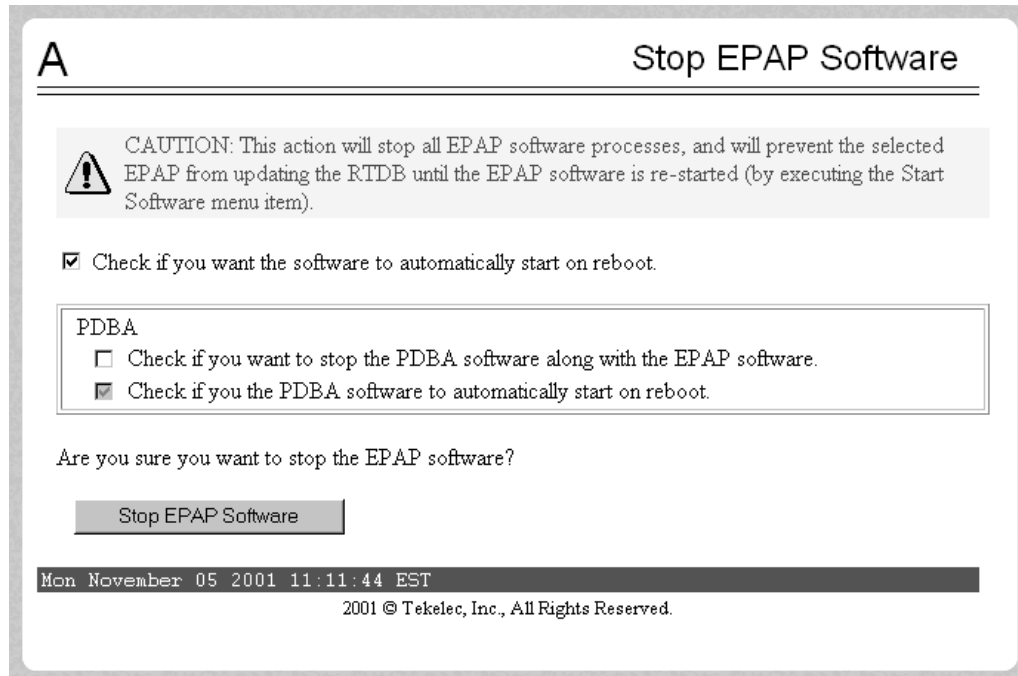 A
Stop EPAP Software
CAUTION: This action will stop all EPAP software processes, and will prevent the selected
EPAP from updating the RTDB until the EPAP software is re-started (by executing the Start
Software menu item).
Check if you want the software to automatically start on reboot.
PDBA
Check if you want to stop the PDBA software along with the EPAP software.
Check if you the PDBA software to automatically start on reboot.
Are you sure you want to stop the EPAP software?
Stop EPAP Software
Mon November 05 2001 11:11:44 EST
2001 © Tekelec, Inc., All Rights Reserved.